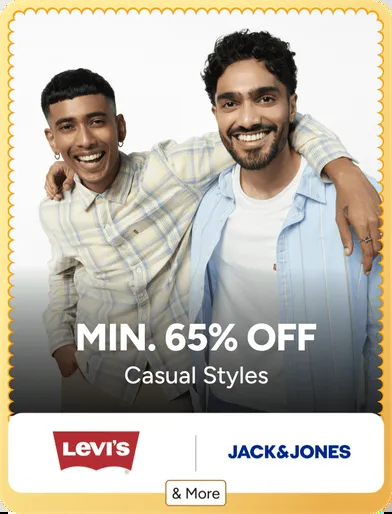 MIN. 65% OFF
Casual Styles
LEVI'S
®
JACK&JONES
& More